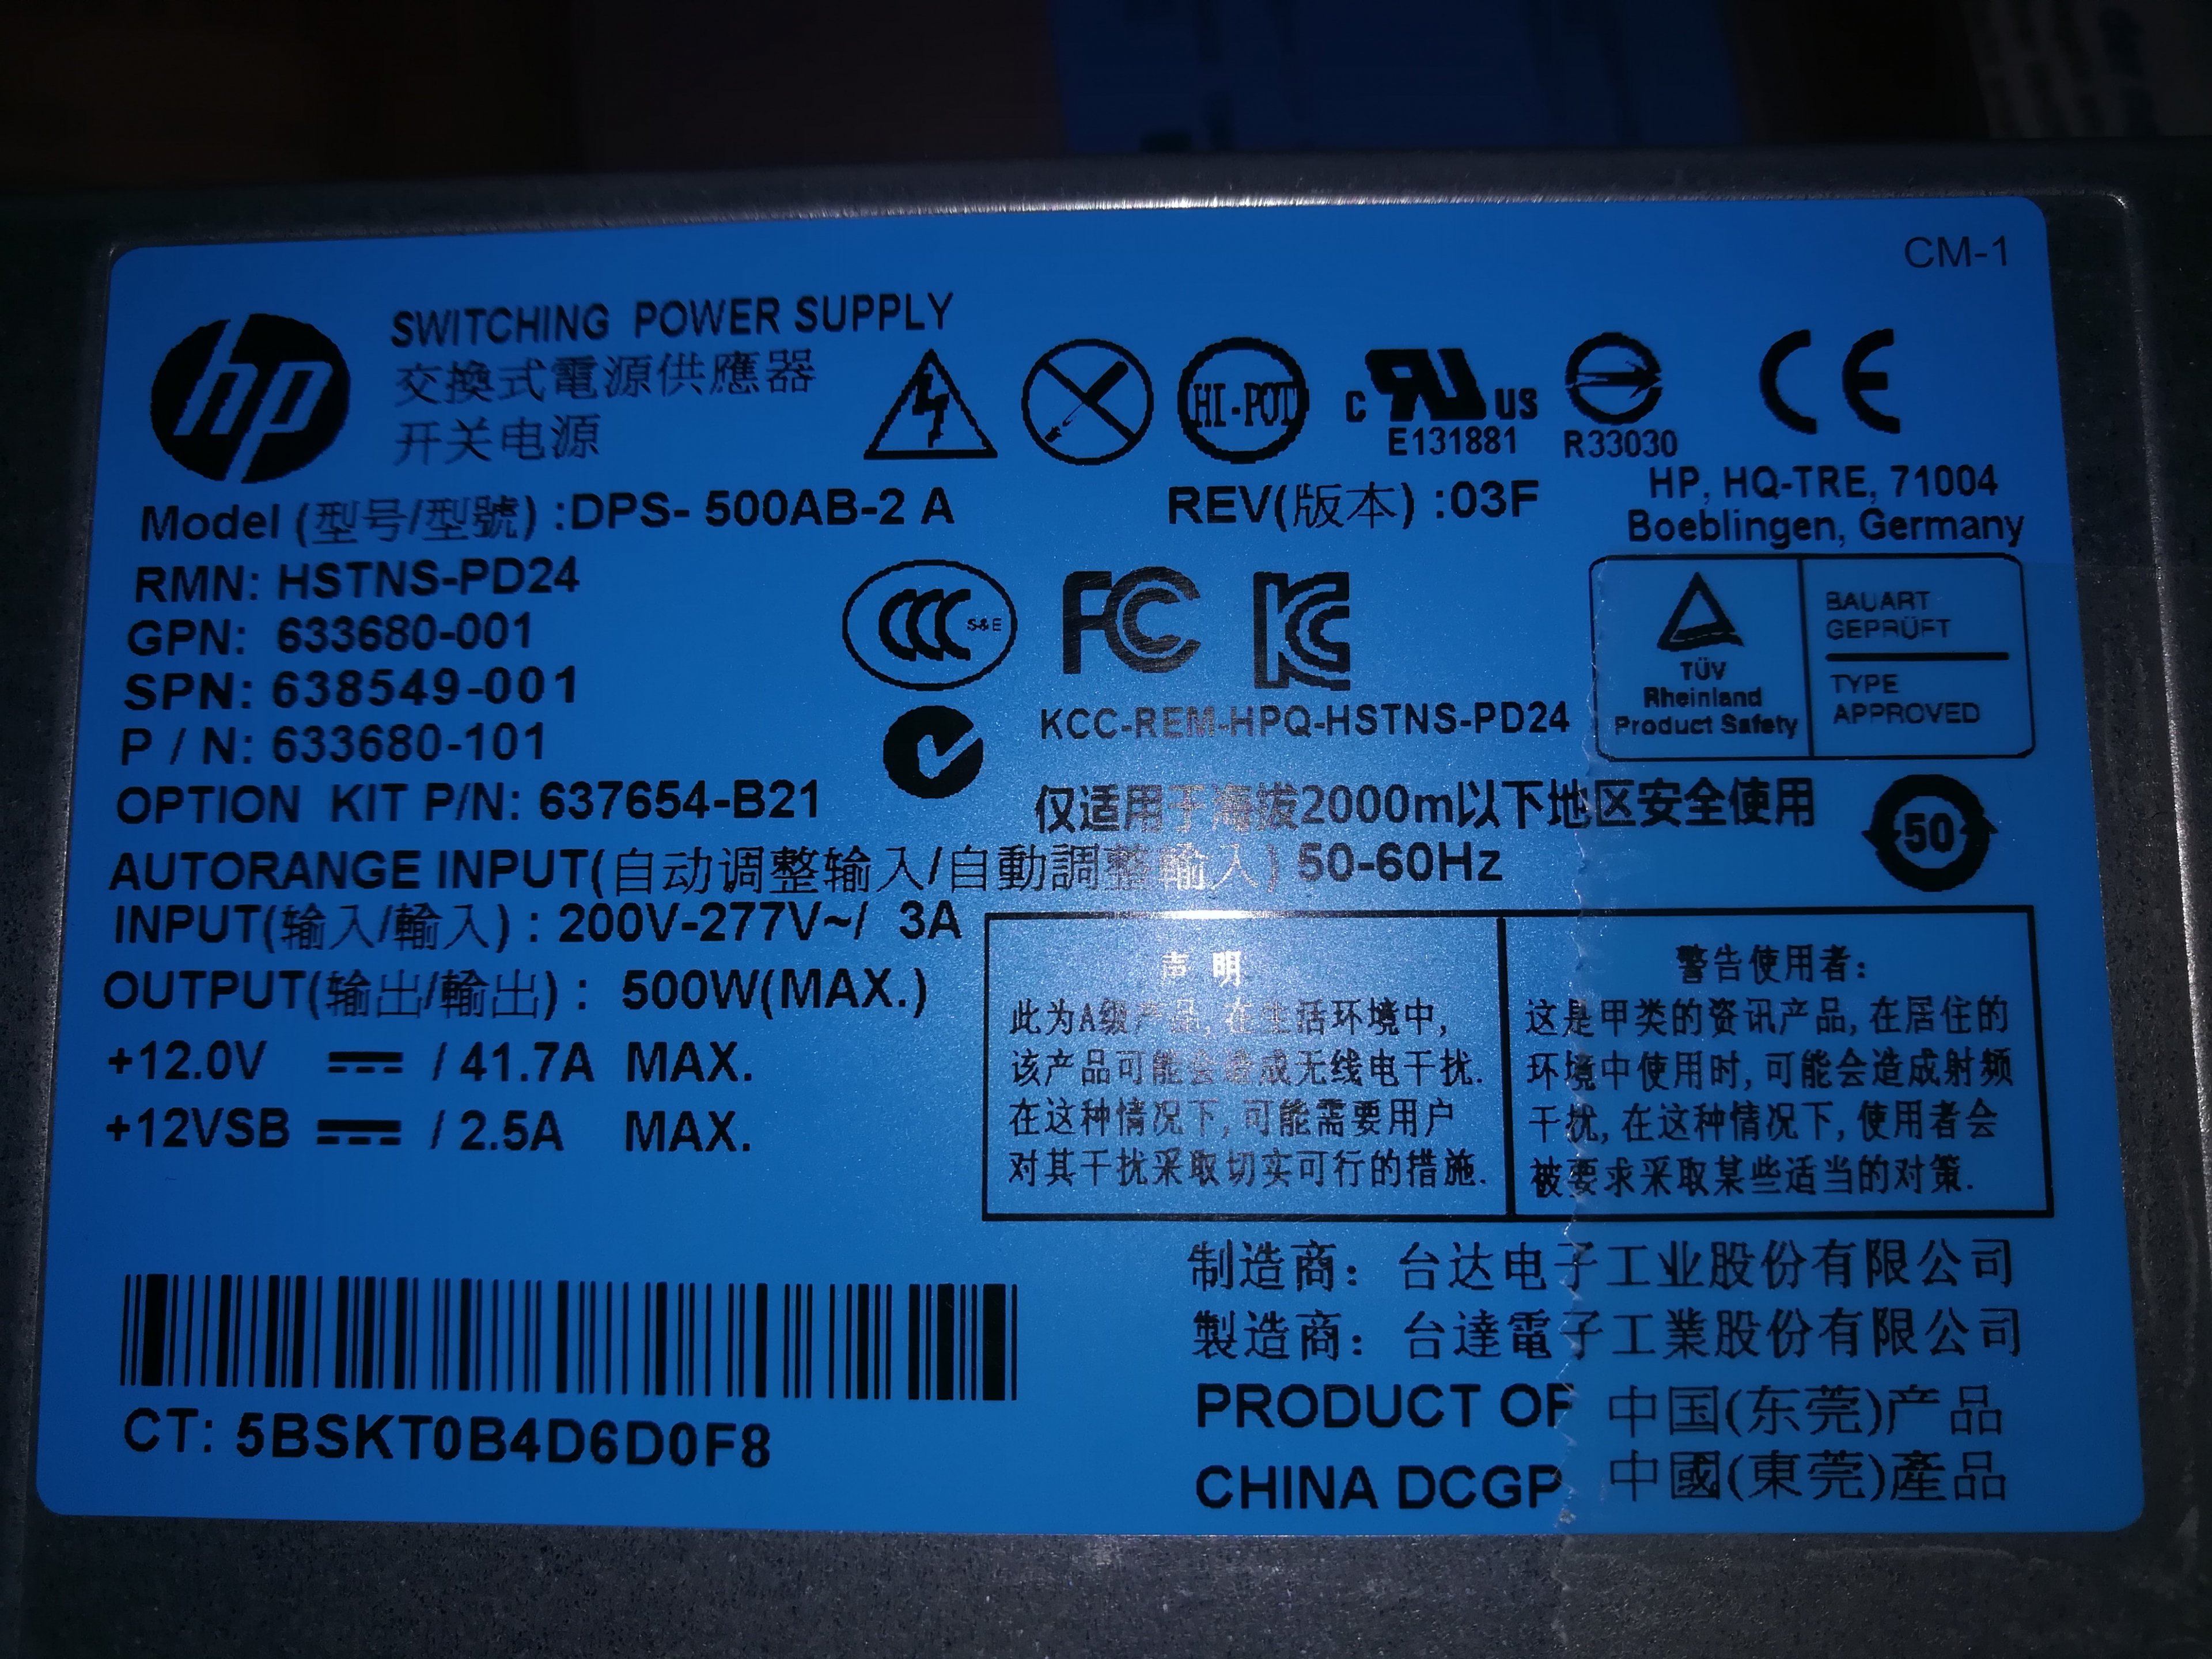 CM-1
hp
SWITCHING POWER SUPPLY
交換式電源供應器
开关电源
HI-POT
c RU US
E131881
R33030
CE
Model (型号/型號) :DPS- 500AB-2 A
REV(版本) :03F
HP, HQ-TRE, 71004
Boeblingen, Germany
RMN: HSTNS-PD24
GPN: 633680-001
SPN: 638549-001
P / N: 633680-101
OPTION KIT P/N: 637654-B21
CCC S&E
FC
KC
KCC-REM-HPQ-HSTNS-PD24
TÜV
Rheinland
Product Safety
BAUART
GEPRÜFT
TYPE
APPROVED
仅适用于海拔2000m以下地区安全使用
50
AUTORANGE INPUT(自动调整输入/自動調整輸入) 50-60Hz
INPUT(输入/輸入) : 200V-277V~/ 3A
OUTPUT(输出/輸出) : 500W(MAX.)
+12.0V / 41.7A MAX.
+12VSB / 2.5A MAX.
声 明
此为A级产品, 在生活环境中,
该产品可能会造成无线电干扰.
在这种情况下, 可能需要用户
对其干扰采取切实可行的措施.
警告使用者:
这是甲类的资讯产品, 在居住的
环境中使用时, 可能会造成射频
干扰, 在这种情况下, 使用者会
被要求采取某些适当的对策.
制造商: 台达电子工业股份有限公司
製造商: 台達電子工業股份有限公司
PRODUCT OF 中国(东莞)产品
CHINA DCGP 中國(東莞)產品
CT: 5BSKT0B4D6D0F8